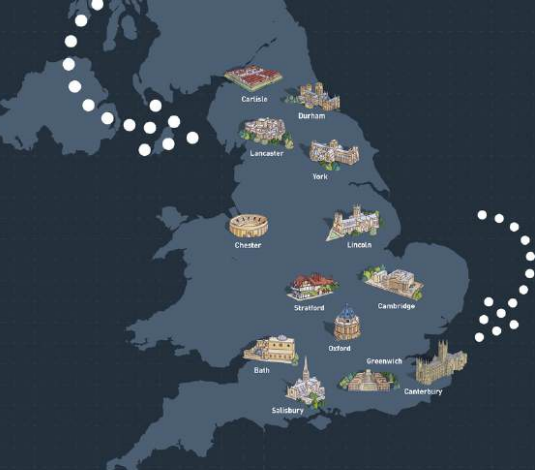 Carlisle
Durham
Lancaster
York
Chester
Lincoln
Stratford
Cambridge
Oxford
Bath
Greenwich
Canterbury
Salisbury